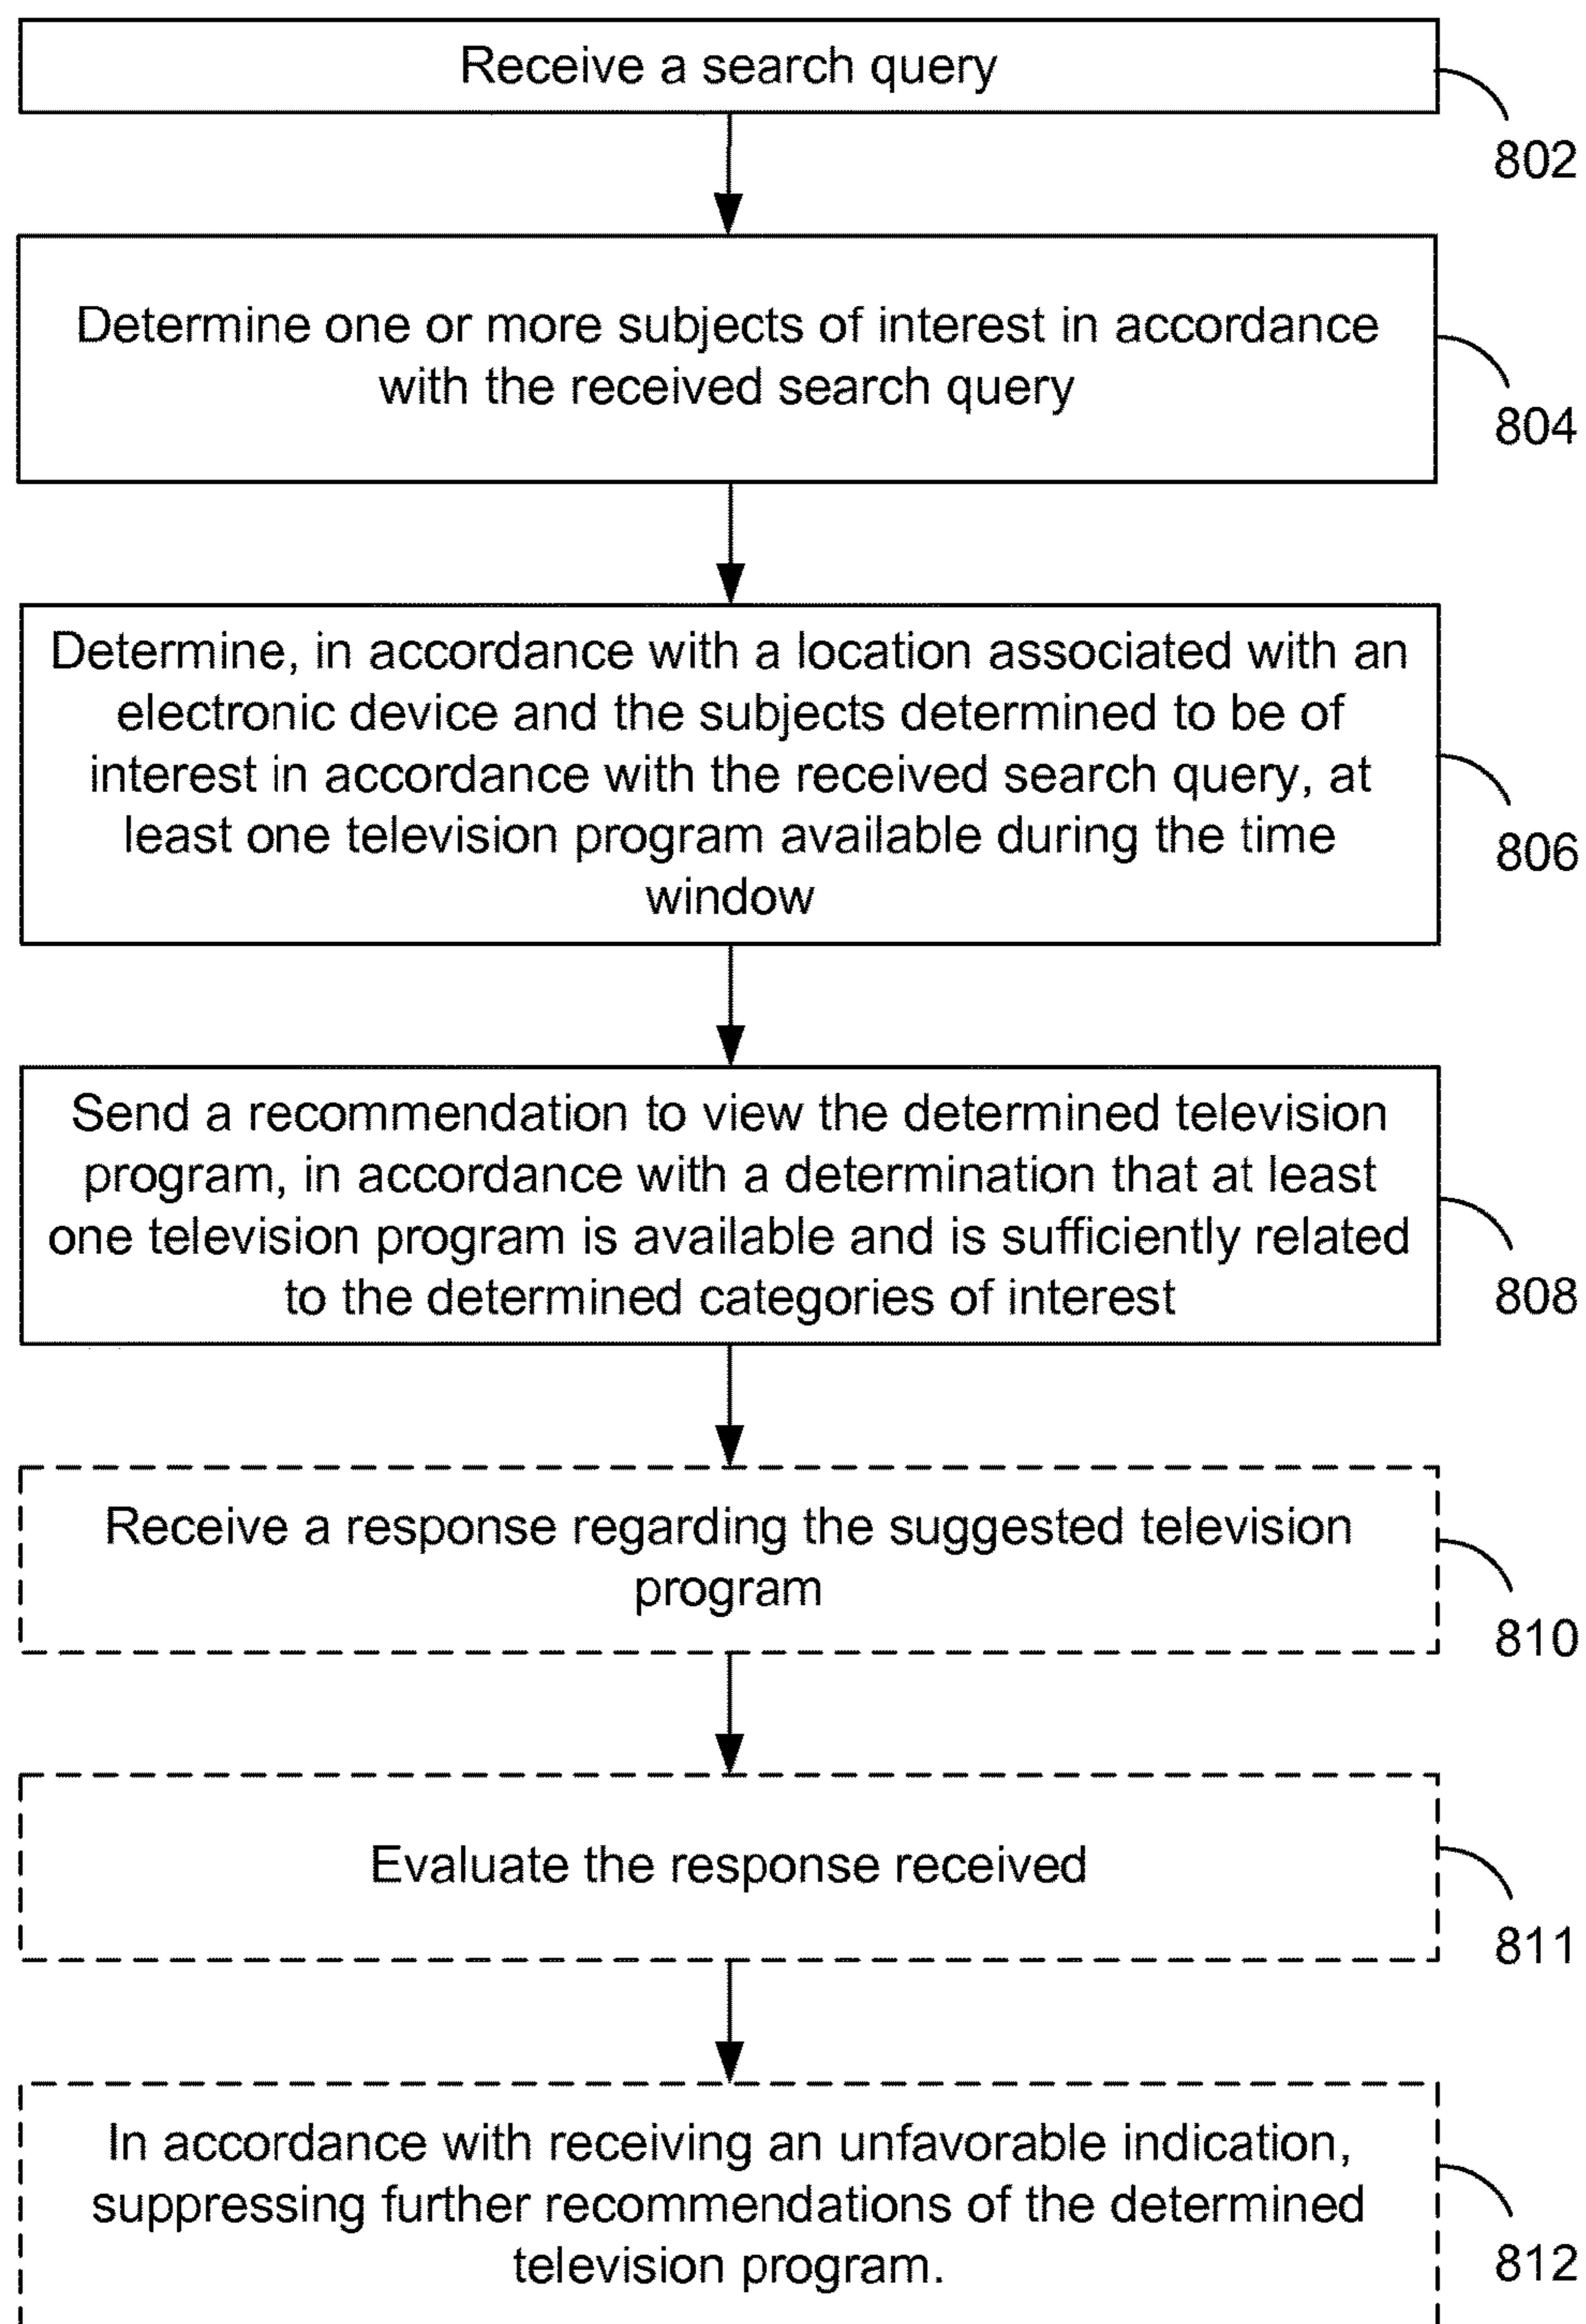 Receive a search query
802
Determine one or more subjects of interest in accordance
with the received search query
804
Determine, in accordance with a location associated with an
electronic device and the subjects determined to be of
interest in accordance with the received search query, at
least one television program available during the time
window
806
Send a recommendation to view the determined television
program, in accordance with a determination that at least
one television program is available and is sufficiently related
to the determined categories of interest
808
Receive a response regarding the suggested television
program
810
Evaluate the response received
811
In accordance with receiving an unfavorable indication,
suppressing further recommendations of the determined
television program.
812